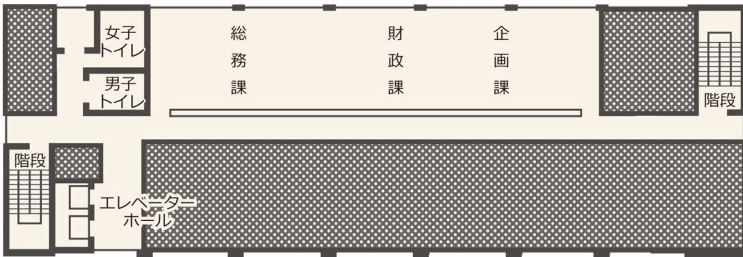 女子
トイレ
男子
トイレ
総務課
財政課
企画課
階段
階段
エレベーター
ホール